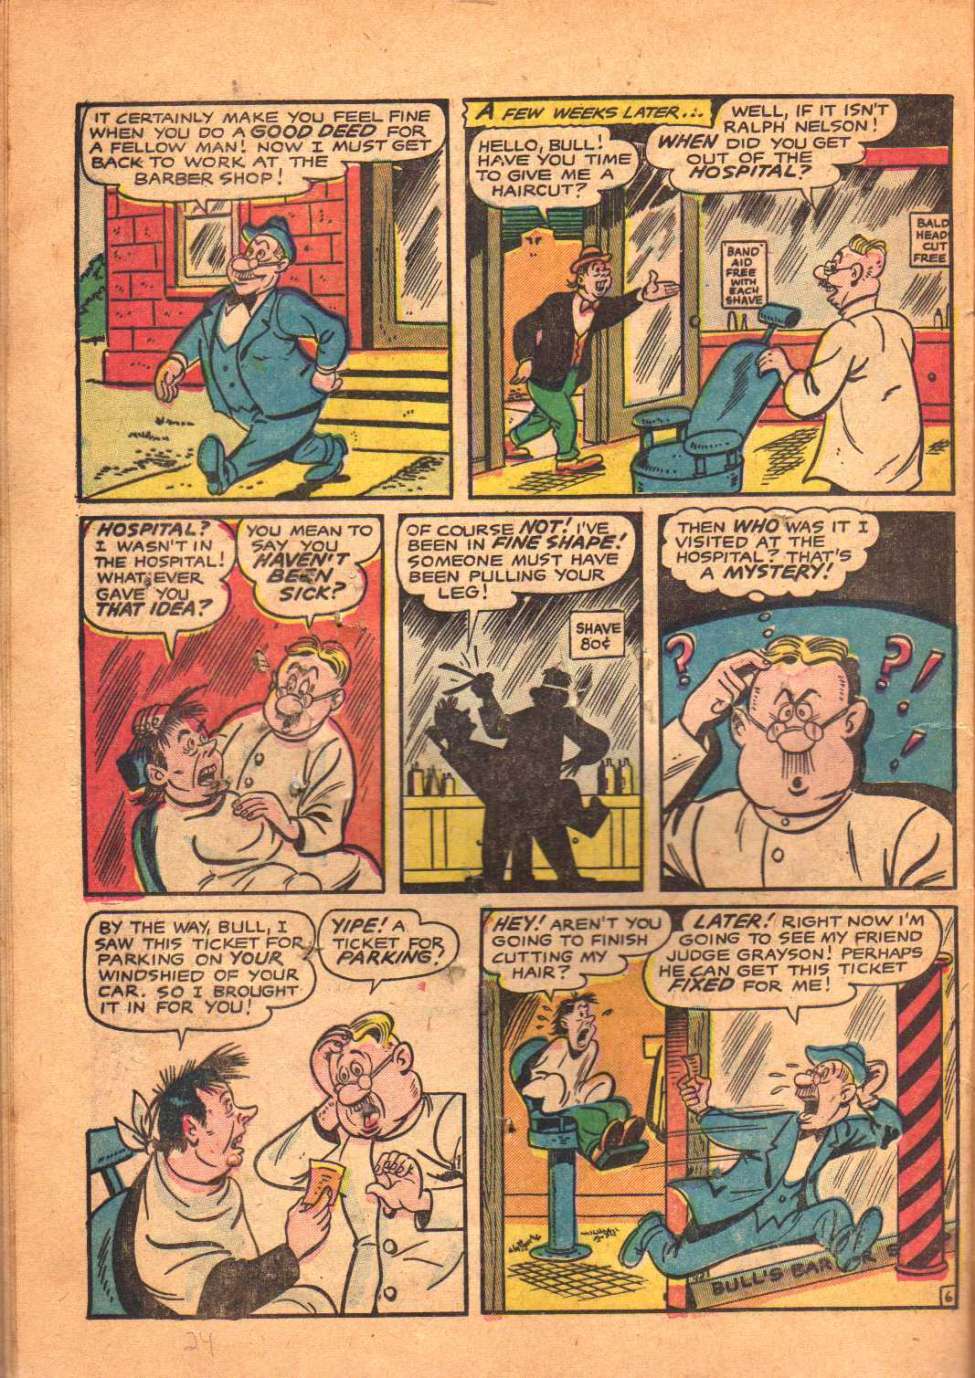 IT CERTAINLY MAKE YOU FEEL FINE
WHEN YOU DO A GOOD DEED FOR
A FELLOW MAN! NOW I MUST GET
BACK TO WORK AT THE
BARBER SHOP!
A FEW WEEKS LATER...
HELLO, BULL!
HAVE YOU TIME
TO GIVE ME A
HAIRCUT?
WELL, IF IT ISN'T
RALPH NELSON!
WHEN DID YOU GET
OUT OF THE
HOSPITAL?
BAND
AID
FREE
WITH
EACH
SHAVE
BALD
HEAD
CUT
FREE
HOSPITAL?
I WASN'T IN
THE HOSPITAL!
WHAT EVER
GAVE YOU
THAT IDEA?
YOU MEAN TO
SAY YOU
HAVEN'T
BEEN
SICK?
OF COURSE NOT! I'VE
BEEN IN FINE SHAPE!
SOMEONE MUST HAVE
BEEN PULLING YOUR
LEG!
SHAVE
80¢
THEN WHO WAS IT I
VISITED AT THE
HOSPITAL? THAT'S
A MYSTERY!
? ?!
BY THE WAY, BULL, I
SAW THIS TICKET FOR
PARKING ON YOUR
WINDSHIED OF YOUR
CAR. SO I BROUGHT
IT IN FOR YOU!
YIPE! A
TICKET FOR
PARKING!
HEY! AREN'T YOU
GOING TO FINISH
CUTTING MY
HAIR?
LATER! RIGHT NOW I'M
GOING TO SEE MY FRIEND
JUDGE GRAYSON! PERHAPS
HE CAN GET THIS TICKET
FIXED FOR ME!
BULL'S BAR
6
24